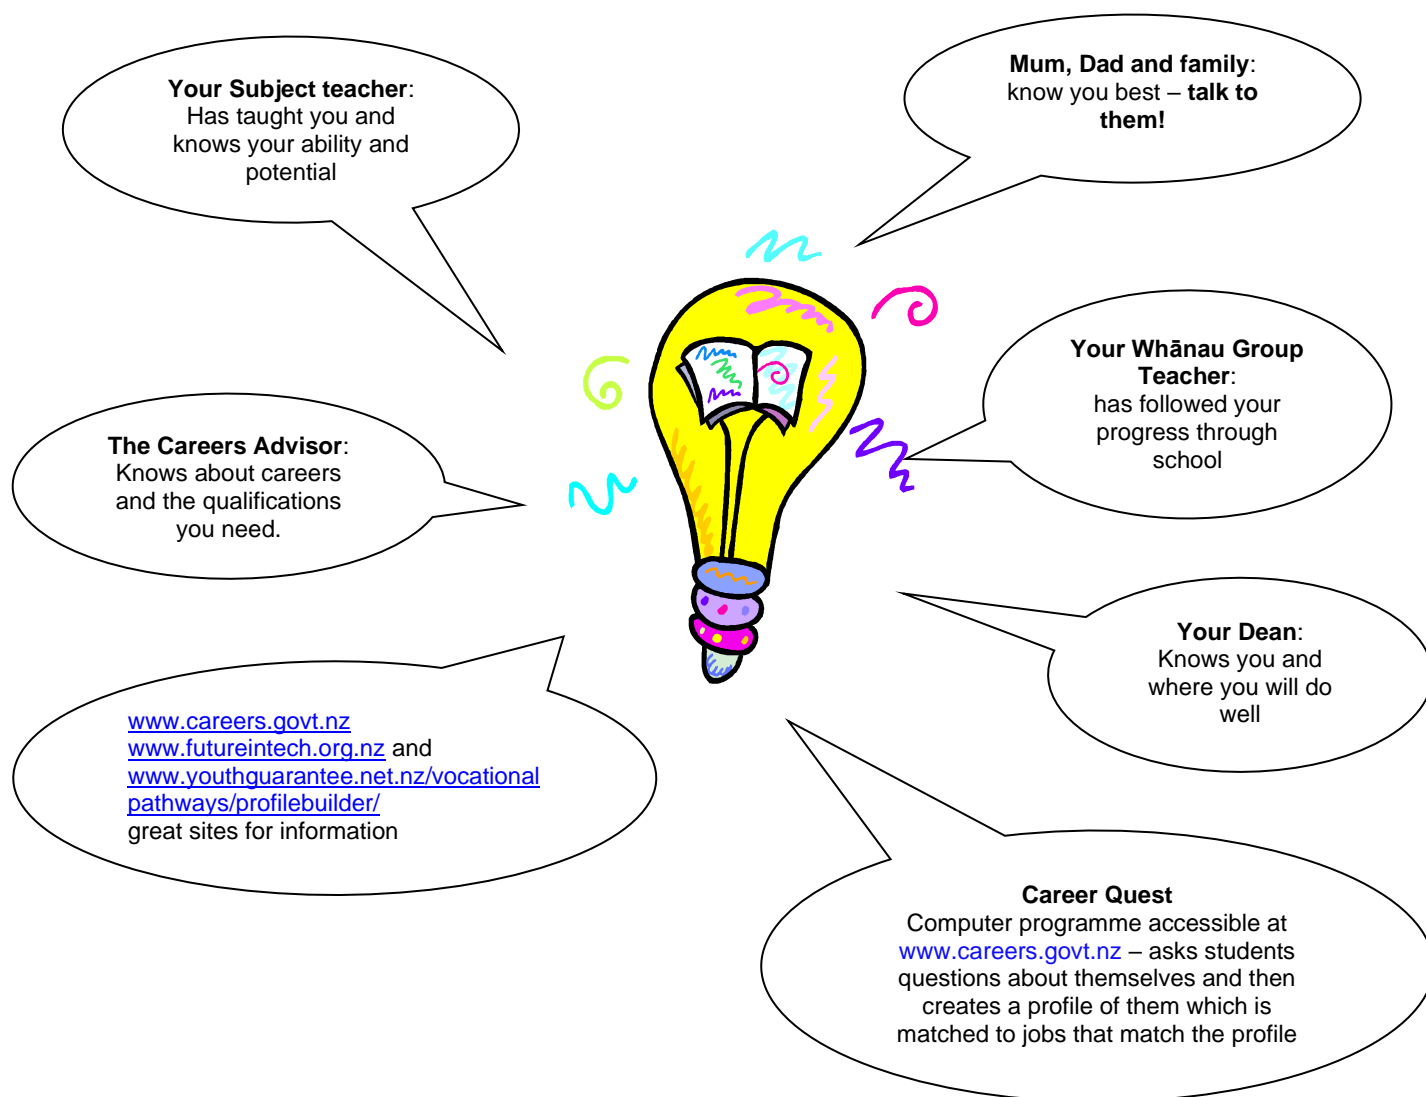 Your Subject teacher:
Has taught you and
knows your ability and
potential
Mum, Dad and family:
know you best – talk to
them!
Your Whānau Group
Teacher:
has followed your
progress through
school
The Careers Advisor:
Knows about careers
and the qualifications
you need.
Your Dean:
Knows you and
where you will do
well
www.careers.govt.nz
www.futureintech.org.nz and
www.youthguarantee.net.nz/vocational
pathways/profilebuilder/
great sites for information
Career Quest
Computer programme accessible at
www.careers.govt.nz – asks students
questions about themselves and then
creates a profile of them which is
matched to jobs that match the profile